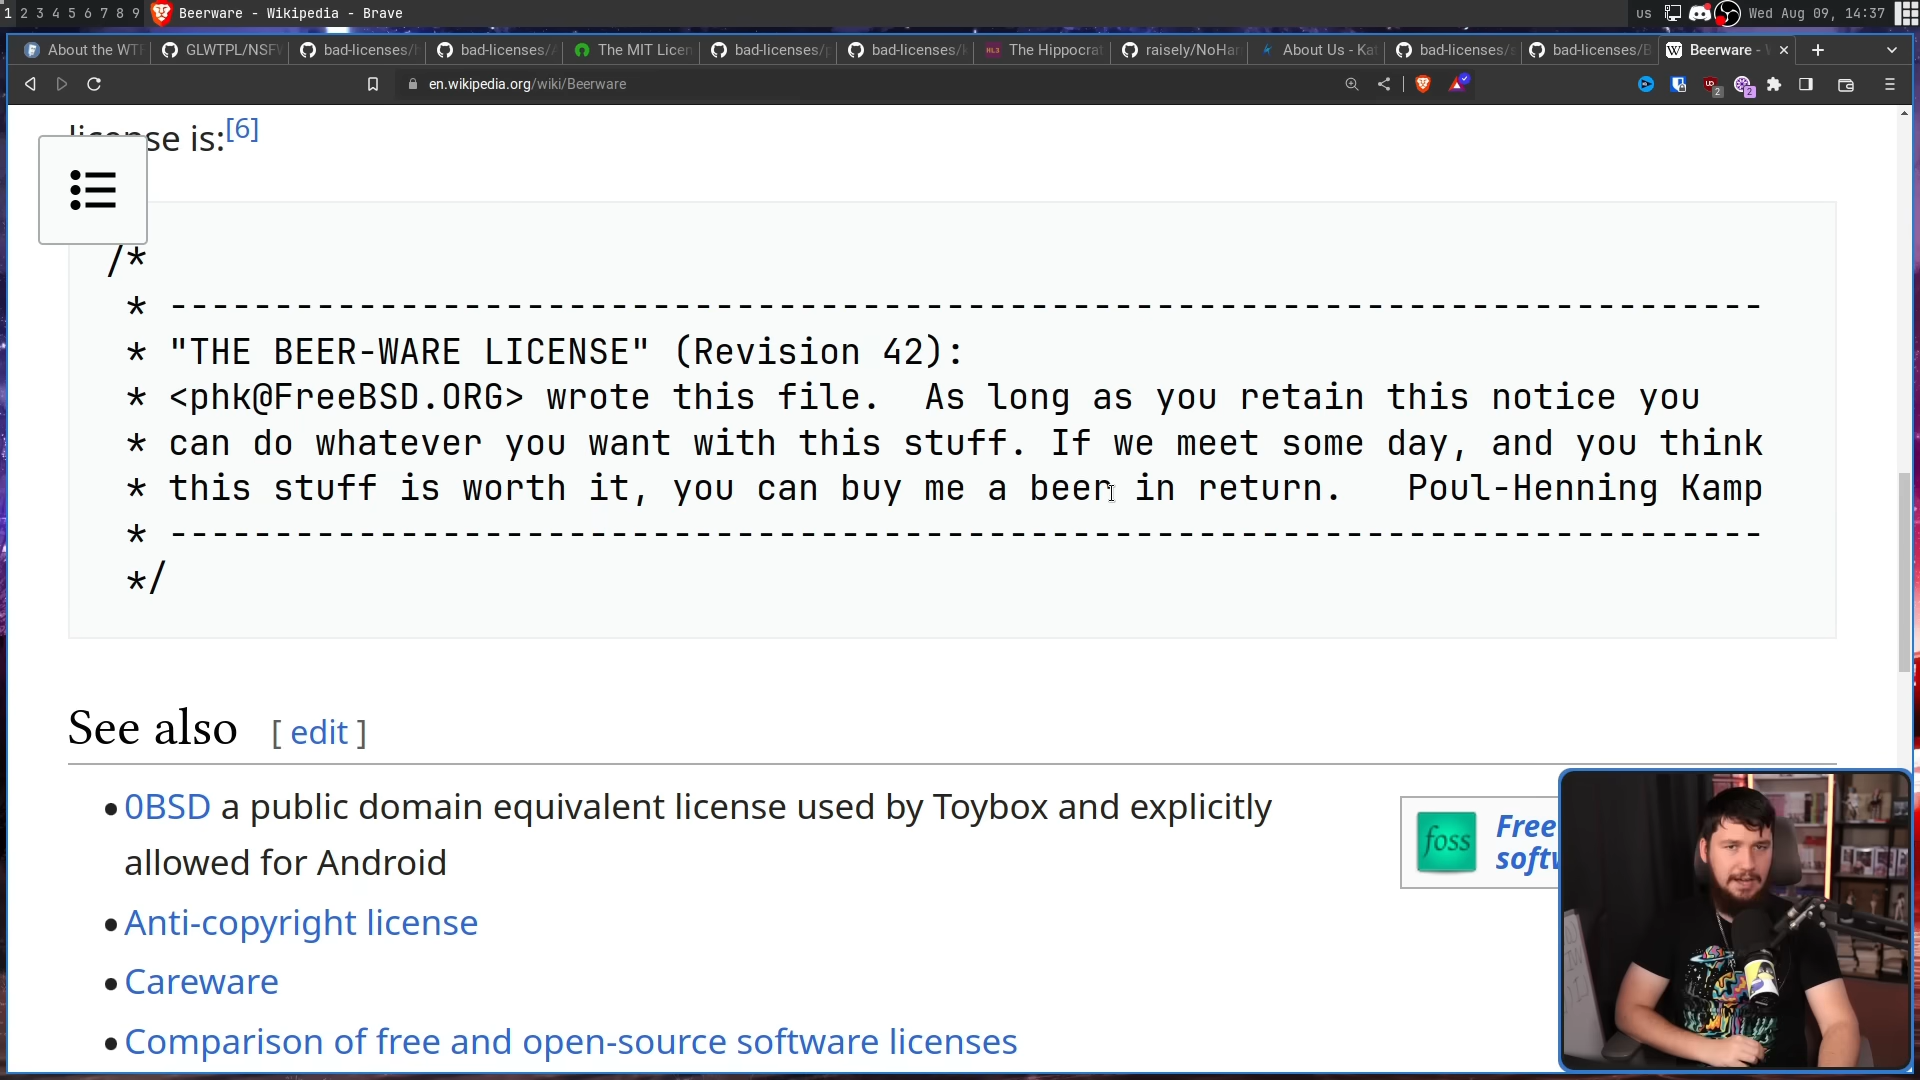 1 2 3 4 5 6 7 8 9 Beerware - Wikipedia - Brave us Wed Aug 09, 14:37
About the WT GLWTPL/NSF bad-licenses/ bad-licenses/ The MIT Licen bad-licenses/ bad-licenses/ HL3 The Hippocrat raisely/NoHar About Us - Kat bad-licenses/ bad-licenses/B W Beerware -
en.wikipedia.org/wiki/Beerware 2 2
license is:[6]
/*
* ----------------------------------------------------------------------------
* "THE BEER-WARE LICENSE" (Revision 42):
* <phk@FreeBSD.ORG> wrote this file.  As long as you retain this notice you
* can do whatever you want with this stuff. If we meet some day, and you think
* this stuff is worth it, you can buy me a beer in return.   Poul-Henning Kamp
* ----------------------------------------------------------------------------
*/
See also [ edit ]
• 0BSD a public domain equivalent license used by Toybox and explicitly
allowed for Android
foss Free
softw
• Anti-copyright license
• Careware
• Comparison of free and open-source software licenses